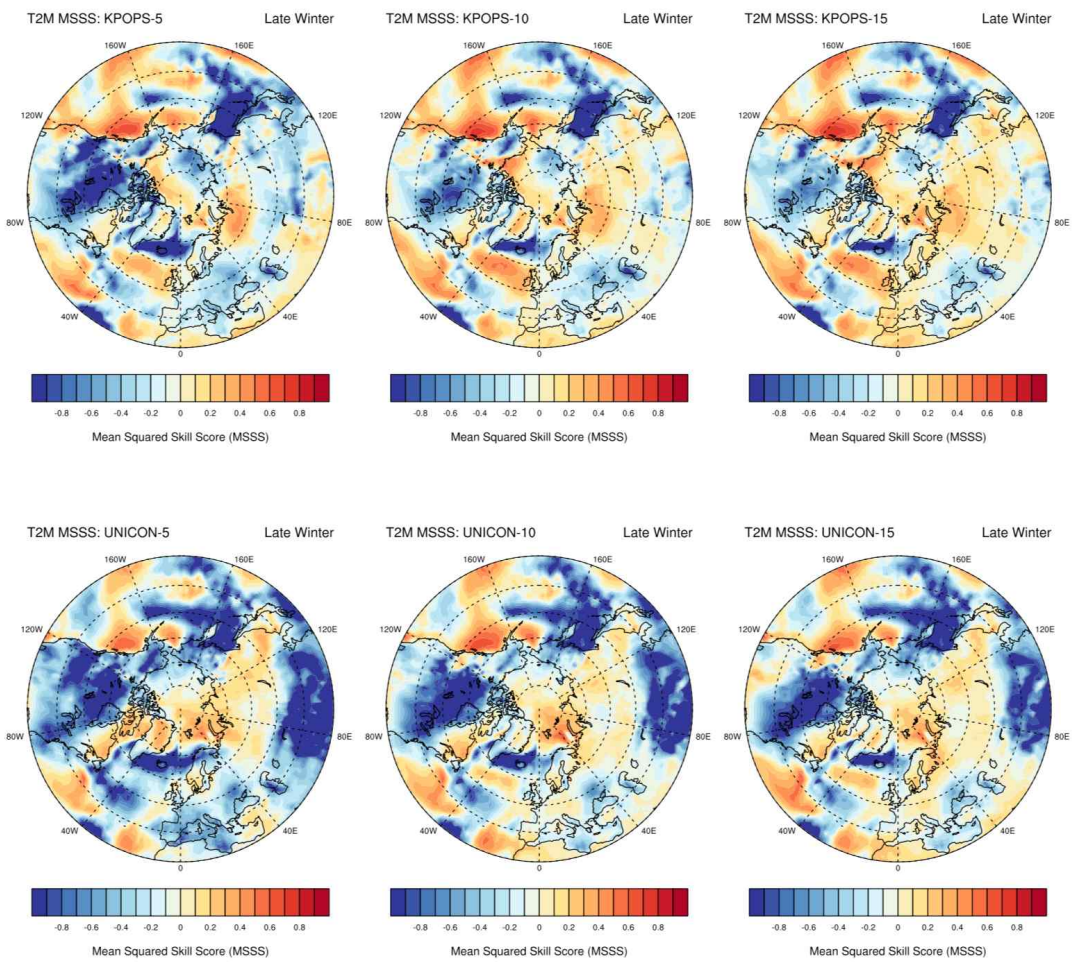 T2M MSSS: KPOPS-5 Late Winter
160W 160E
120W 120E
80W 80E
40W 40E
0
-0.8 -0.6 -0.4 -0.2 0 0.2 0.4 0.6 0.8
Mean Squared Skill Score (MSSS)
T2M MSSS: KPOPS-10 Late Winter
160W 160E
120W 120E
80W 80E
40W 40E
0
-0.8 -0.6 -0.4 -0.2 0 0.2 0.4 0.6 0.8
Mean Squared Skill Score (MSSS)
T2M MSSS: KPOPS-15 Late Winter
160W 160E
120W 120E
80W 80E
40W 40E
0
-0.8 -0.6 -0.4 -0.2 0 0.2 0.4 0.6 0.8
Mean Squared Skill Score (MSSS)
T2M MSSS: UNICON-5 Late Winter
160W 160E
120W 120E
80W 80E
40W 40E
0
-0.8 -0.6 -0.4 -0.2 0 0.2 0.4 0.6 0.8
Mean Squared Skill Score (MSSS)
T2M MSSS: UNICON-10 Late Winter
160W 160E
120W 120E
80W 80E
40W 40E
0
-0.8 -0.6 -0.4 -0.2 0 0.2 0.4 0.6 0.8
Mean Squared Skill Score (MSSS)
T2M MSSS: UNICON-15 Late Winter
160W 160E
120W 120E
80W 80E
40W 40E
0
-0.8 -0.6 -0.4 -0.2 0 0.2 0.4 0.6 0.8
Mean Squared Skill Score (MSSS)